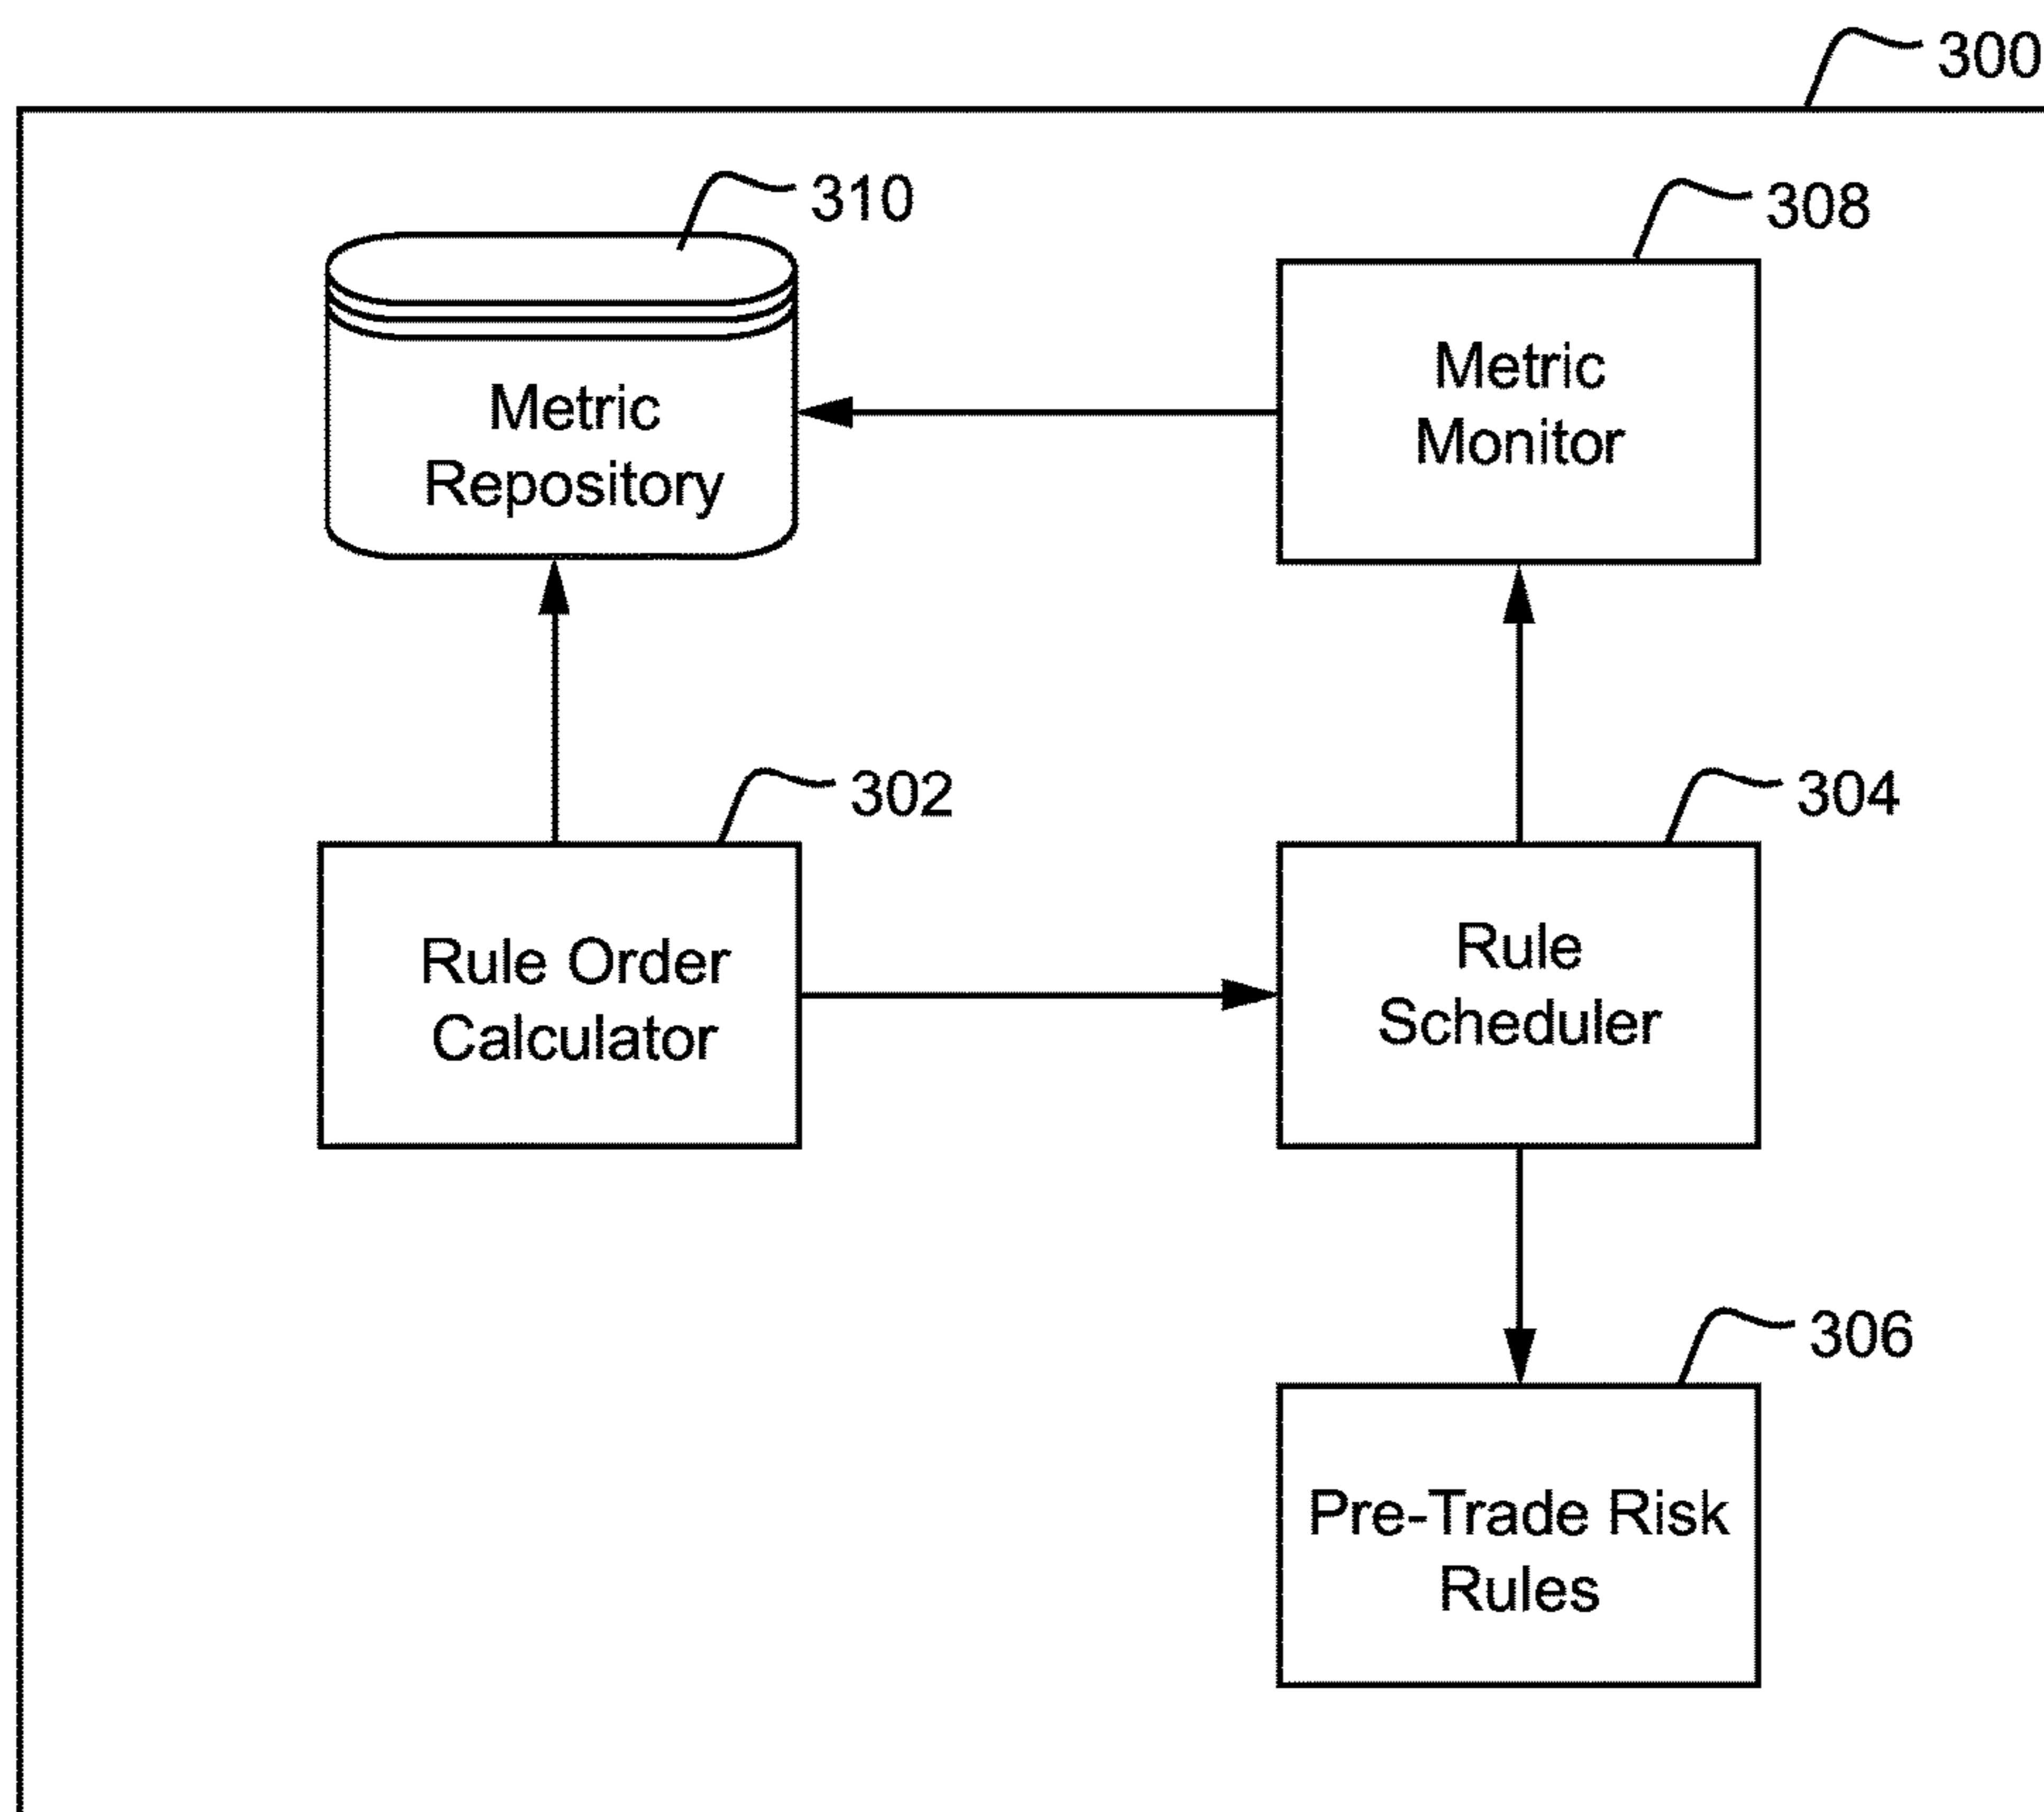 300
310
308
Metric
Repository
Metric
Monitor
302
304
Rule Order
Calculator
Rule
Scheduler
306
Pre-Trade Risk
Rules